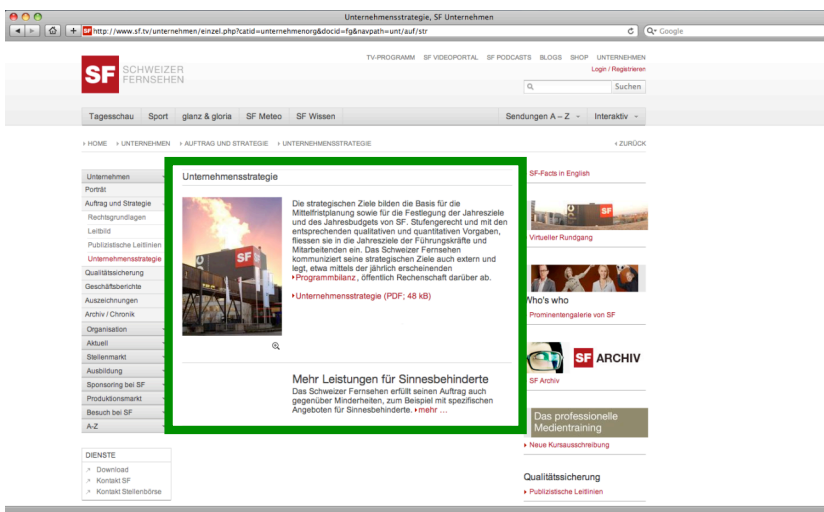 Unternehmensstrategie, SF Unternehmen
http://www.sf.tv/unternehmen/einzel.php?catid=unternehmenorg&docid=fg&navpath=unt/auf/str
Google
TV-PROGRAMM SF VIDEOPORTAL SF PODCASTS BLOGS SHOP UNTERNEHMEN
Login / Registrieren
SF SCHWEIZER
FERNSEHEN
Suchen
Tagesschau Sport glanz & gloria SF Meteo SF Wissen Sendungen A – Z Interaktiv
HOME UNTERNEHMEN AUFTRAG UND STRATEGIE UNTERNEHMENSSTRATEGIE ZURÜCK
Unternehmen
Porträt
Auftrag und Strategie
Rechtsgrundlagen
Leitbild
Publizistische Leitlinien
Unternehmensstrategie
Qualitätssicherung
Geschäftsberichte
Auszeichnungen
Archiv / Chronik
Organisation
Aktuell
Stellenmarkt
Ausbildung
Sponsoring bei SF
Produktionsmarkt
Besuch bei SF
A-Z
DIENSTE
Download
Kontakt SF
Kontakt Stellenbörse
Unternehmensstrategie
SF
Die strategischen Ziele bilden die Basis für die
Mittelfristplanung sowie für die Festlegung der Jahresziele
und des Jahresbudgets von SF. Stufengerecht und mit den
entsprechenden qualitativen und quantitativen Vorgaben,
fliessen sie in die Jahresziele der Führungskräfte und
Mitarbeitenden ein. Das Schweizer Fernsehen
kommuniziert seine strategischen Ziele auch extern und
legt, etwa mittels der jährlich erscheinenden
Programmbilanz, öffentlich Rechenschaft darüber ab.
Unternehmensstrategie (PDF; 48 kB)
Mehr Leistungen für Sinnesbehinderte
Das Schweizer Fernsehen erfüllt seinen Auftrag auch
gegenüber Minderheiten, zum Beispiel mit spezifischen
Angeboten für Sinnesbehinderte. mehr …
SF-Facts in English
SF
Virtueller Rundgang
Who's who
Prominentengalerie von SF
SF ARCHIV
SF Archiv
Das professionelle
Medientraining
Neue Kursausschreibung
Qualitätssicherung
Publizistische Leitlinien